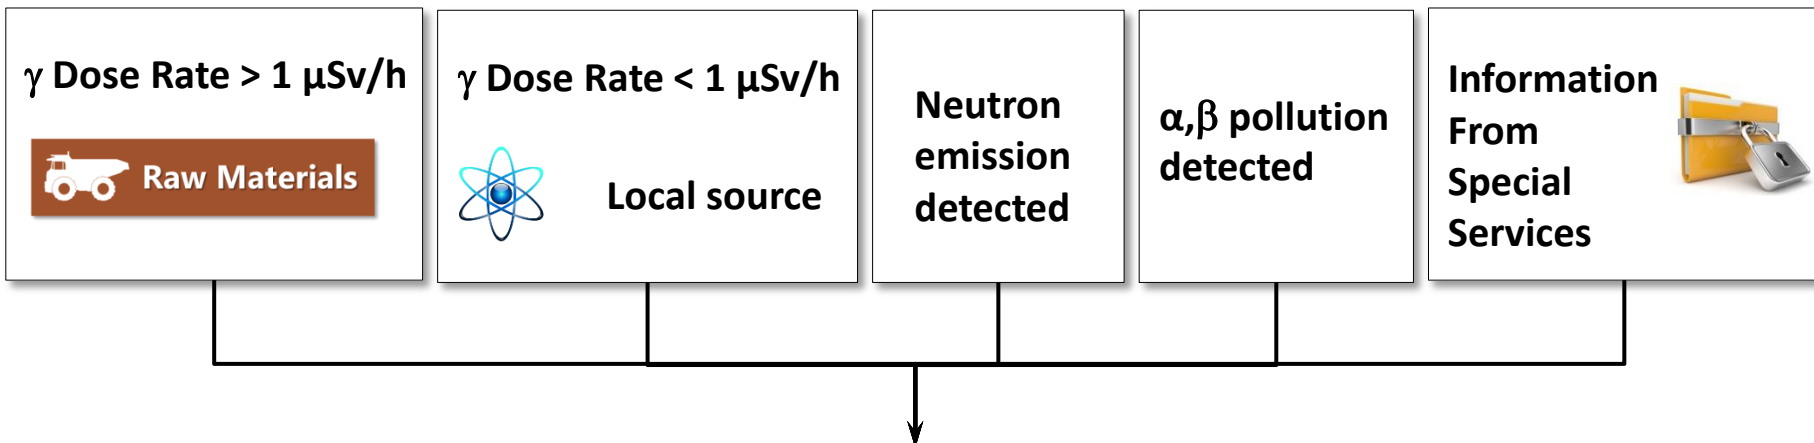 γ Dose Rate > 1 μSv/h
Raw Materials
γ Dose Rate < 1 μSv/h
Local source
Neutron
emission
detected
α,β pollution
detected
Information
From
Special
Services